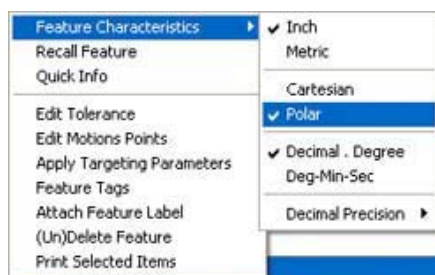 Feature Characteristics
Recall Feature
Quick Info
Edit Tolerance
Edit Motions Points
Apply Targeting Parameters
Feature Tags
Attach Feature Label
(Un)Delete Feature
Print Selected Items
Inch
Metric
Cartesian
Polar
Decimal . Degree
Deg-Min-Sec
Decimal Precision